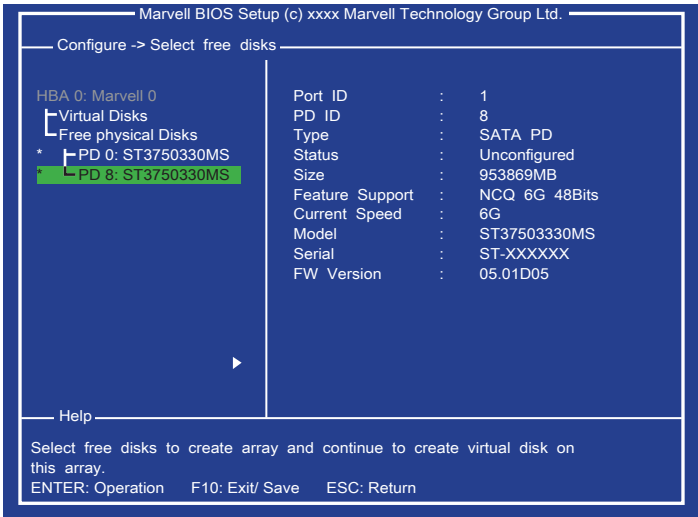 Marvell BIOS Setup (c) xxxx Marvell Technology Group Ltd.
Configure -> Select free disks
HBA 0: Marvell 0
Virtual Disks
Free physical Disks
* PD 0: ST3750330MS
* PD 8: ST3750330MS
Port ID : 1
PD ID : 8
Type : SATA PD
Status : Unconfigured
Size : 953869MB
Feature Support : NCQ 6G 48Bits
Current Speed : 6G
Model : ST37503330MS
Serial : ST-XXXXXX
FW Version : 05.01D05
Help
Select free disks to create array and continue to create virtual disk on
this array.
ENTER: Operation F10: Exit/ Save ESC: Return